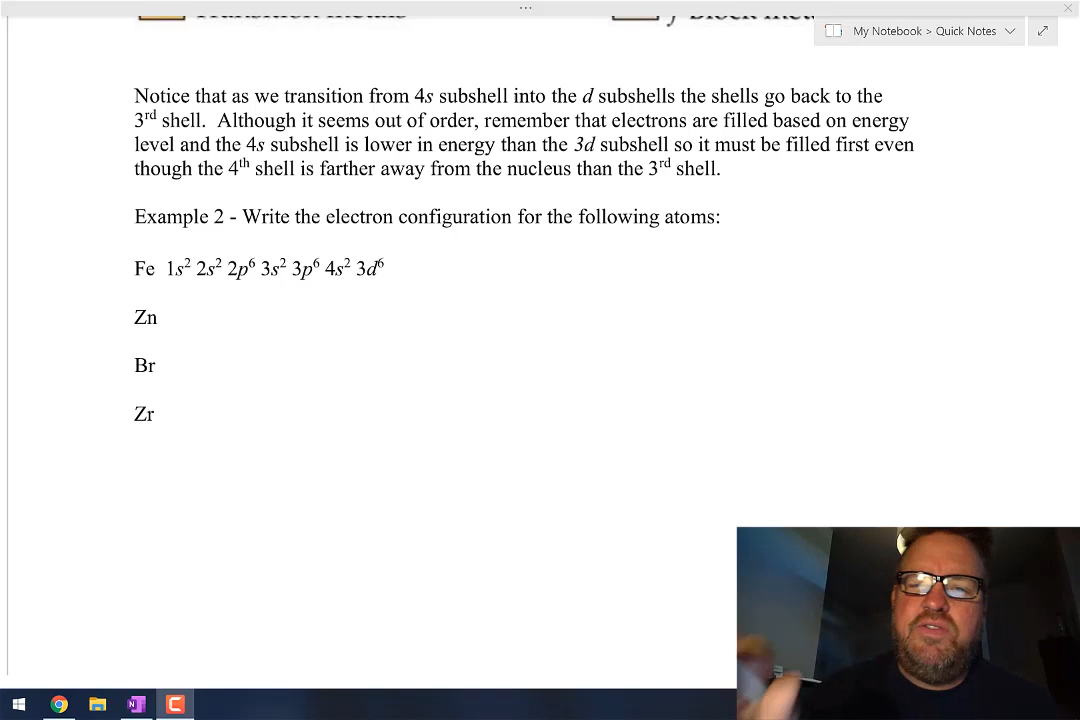 My Notebook > Quick Notes
Notice that as we transition from 4s subshell into the d subshells the shells go back to the
3rd shell. Although it seems out of order, remember that electrons are filled based on energy
level and the 4s subshell is lower in energy than the 3d subshell so it must be filled first even
though the 4th shell is farther away from the nucleus than the 3rd shell.
Example 2 - Write the electron configuration for the following atoms:
Fe 1s² 2s² 2p⁶ 3s² 3p⁶ 4s² 3d⁶
Zn
Br
Zr